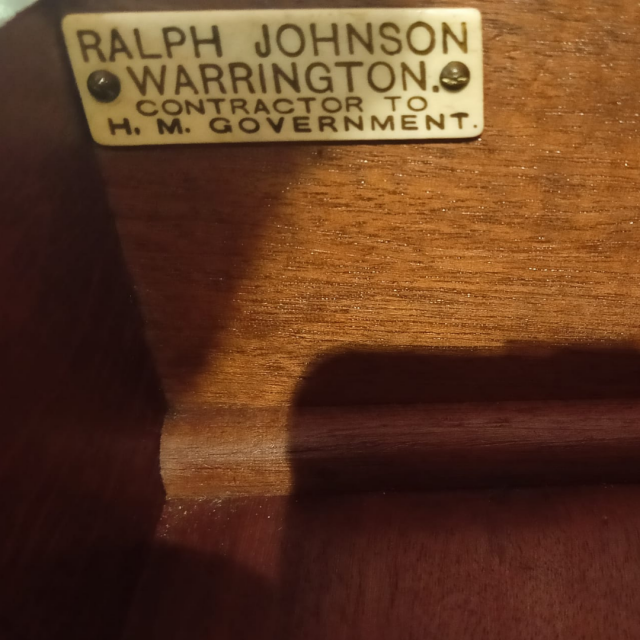 RALPH JOHNSON
WARRINGTON.
CONTRACTOR TO
H. M. GOVERNMENT.